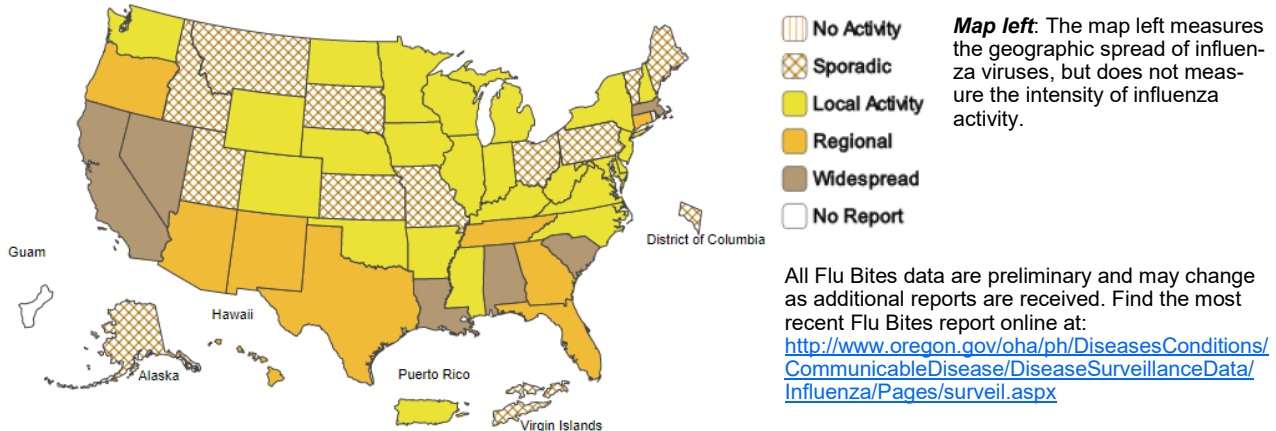 No Activity
Sporadic
Local Activity
Regional
Widespread
No Report
Map left: The map left measures
the geographic spread of influen-
za viruses, but does not meas-
ure the intensity of influenza
activity.
District of Columbia
Guam
Hawaii
Alaska
Puerto Rico
Virgin Islands
All Flu Bites data are preliminary and may change
as additional reports are received. Find the most
recent Flu Bites report online at:
http://www.oregon.gov/oha/ph/DiseasesConditions/
CommunicableDisease/DiseaseSurveillanceData/
Influenza/Pages/surveil.aspx